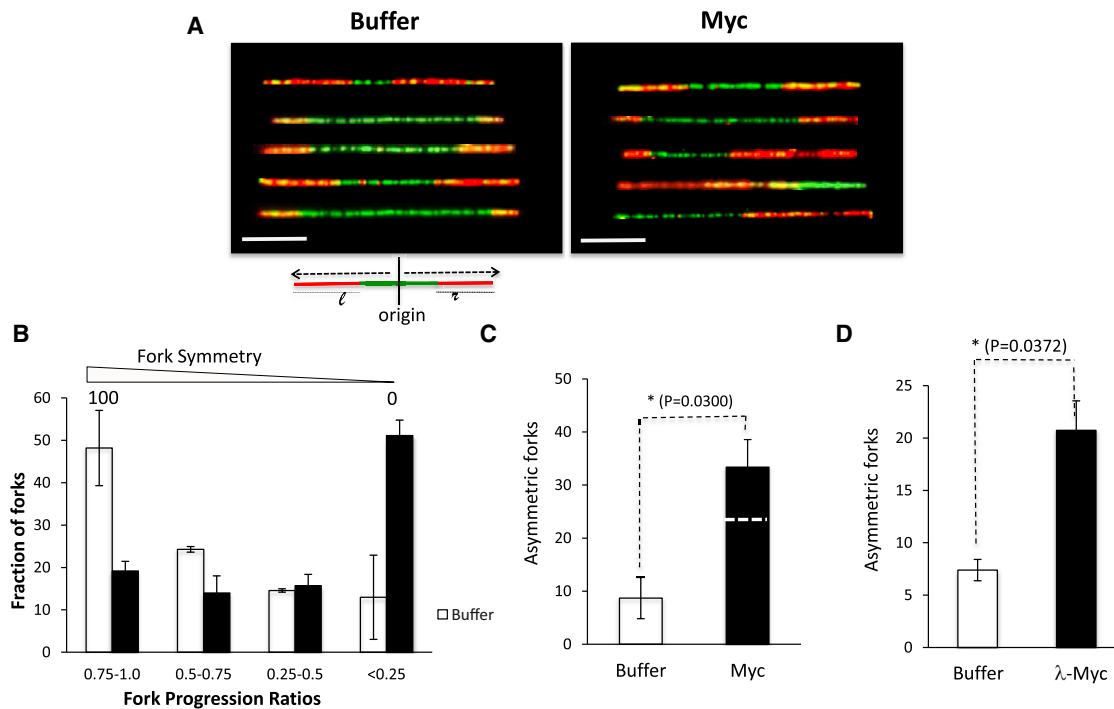 A
Buffer
Myc
ℓ
r
origin
B
Fork Symmetry
100
0
Fraction of forks
60
50
40
30
20
10
0
0.75-1.0
0.5-0.75
0.25-0.5
<0.25
Fork Progression Ratios
Buffer
C
* (P=0.0300)
Asymmetric forks
50
40
30
20
10
0
Buffer
Myc
D
* (P=0.0372)
Asymmetric forks
25
20
15
10
5
0
Buffer
λ-Myc